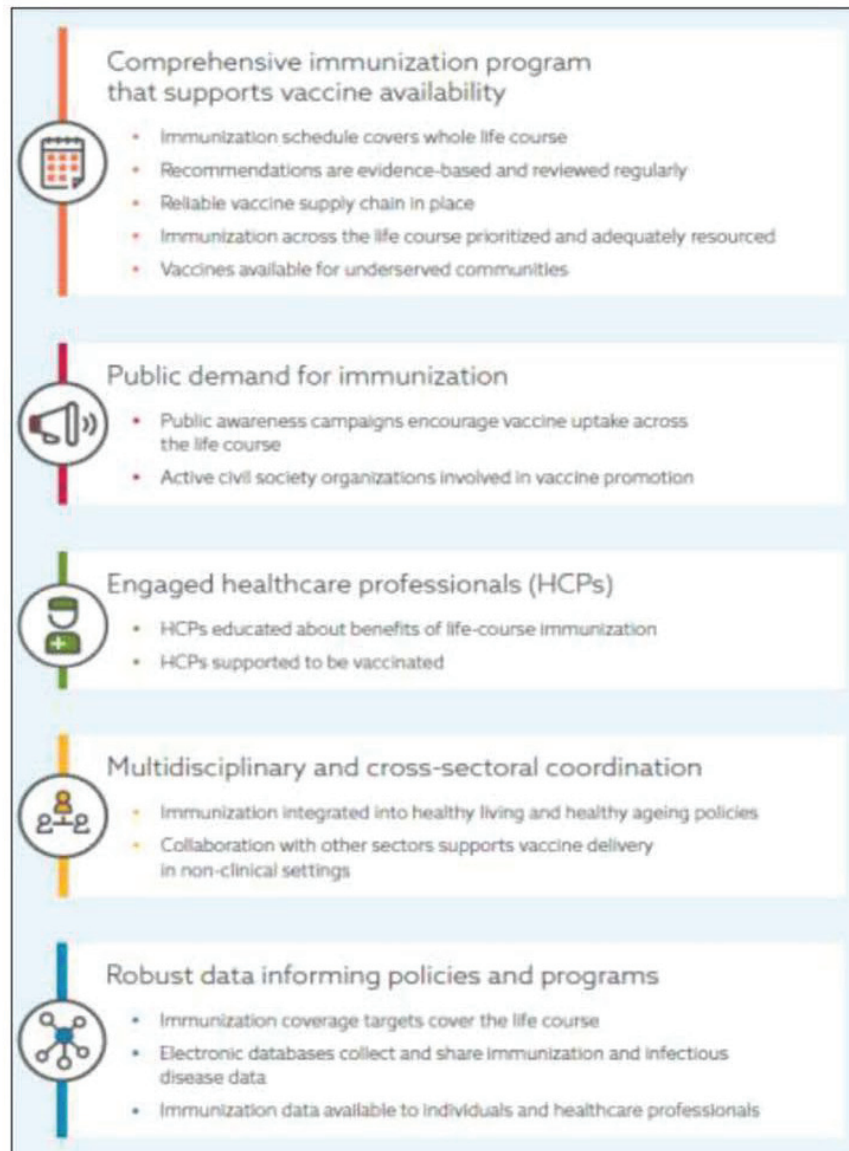 Comprehensive immunization program
that supports vaccine availability
• Immunization schedule covers whole life course
• Recommendations are evidence-based and reviewed regularly
• Reliable vaccine supply chain in place
• Immunization across the life course prioritized and adequately resourced
• Vaccines available for underserved communities
Public demand for immunization
• Public awareness campaigns encourage vaccine uptake across
the life course
• Active civil society organizations involved in vaccine promotion
Engaged healthcare professionals (HCPs)
• HCPs educated about benefits of life-course immunization
• HCPs supported to be vaccinated
Multidisciplinary and cross-sectoral coordination
• Immunization integrated into healthy living and healthy ageing policies
• Collaboration with other sectors supports vaccine delivery
in non-clinical settings
Robust data informing policies and programs
• Immunization coverage targets cover the life course
• Electronic databases collect and share immunization and infectious
disease data
• Immunization data available to individuals and healthcare professionals